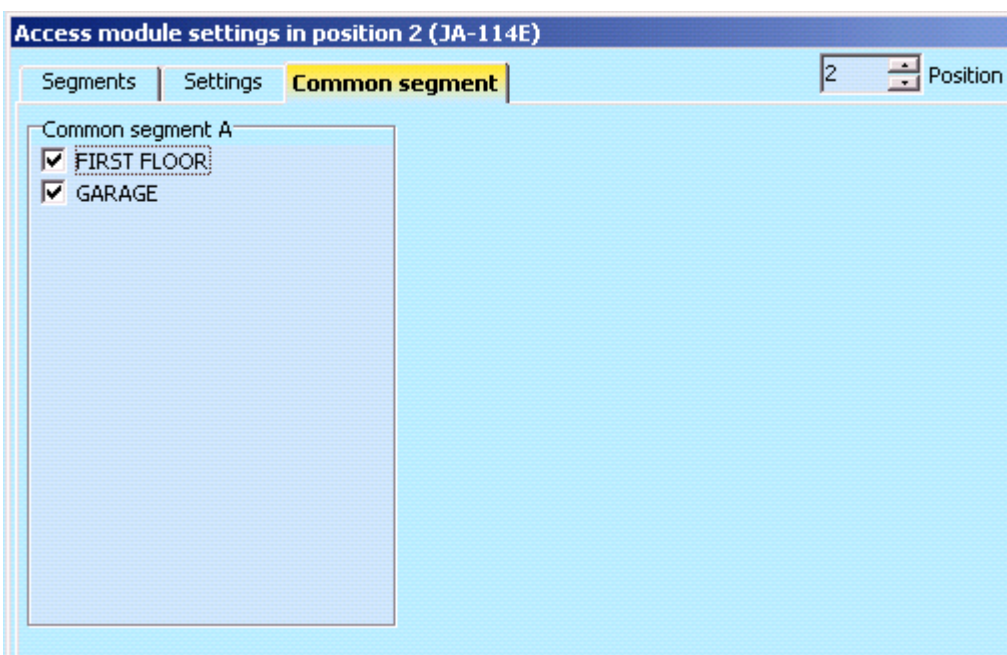 Access module settings in position 2 (JA-114E)
Segments Settings Common segment 2 Position
Common segment A
FIRST FLOOR
GARAGE